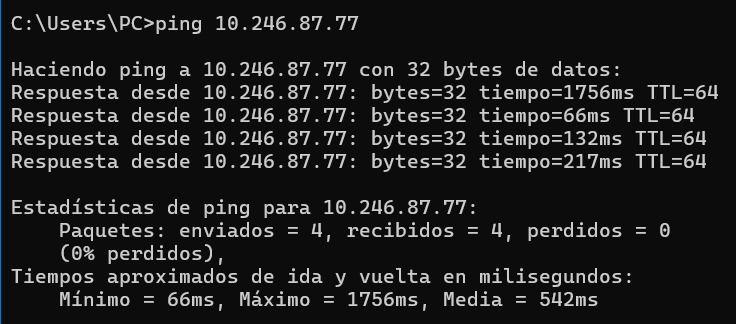 C:\Users\PC>ping 10.246.87.77
Haciendo ping a 10.246.87.77 con 32 bytes de datos:
Respuesta desde 10.246.87.77: bytes=32 tiempo=1756ms TTL=64
Respuesta desde 10.246.87.77: bytes=32 tiempo=66ms TTL=64
Respuesta desde 10.246.87.77: bytes=32 tiempo=132ms TTL=64
Respuesta desde 10.246.87.77: bytes=32 tiempo=217ms TTL=64
Estadísticas de ping para 10.246.87.77:
    Paquetes: enviados = 4, recibidos = 4, perdidos = 0
    (0% perdidos),
Tiempos aproximados de ida y vuelta en milisegundos:
    Mínimo = 66ms, Máximo = 1756ms, Media = 542ms